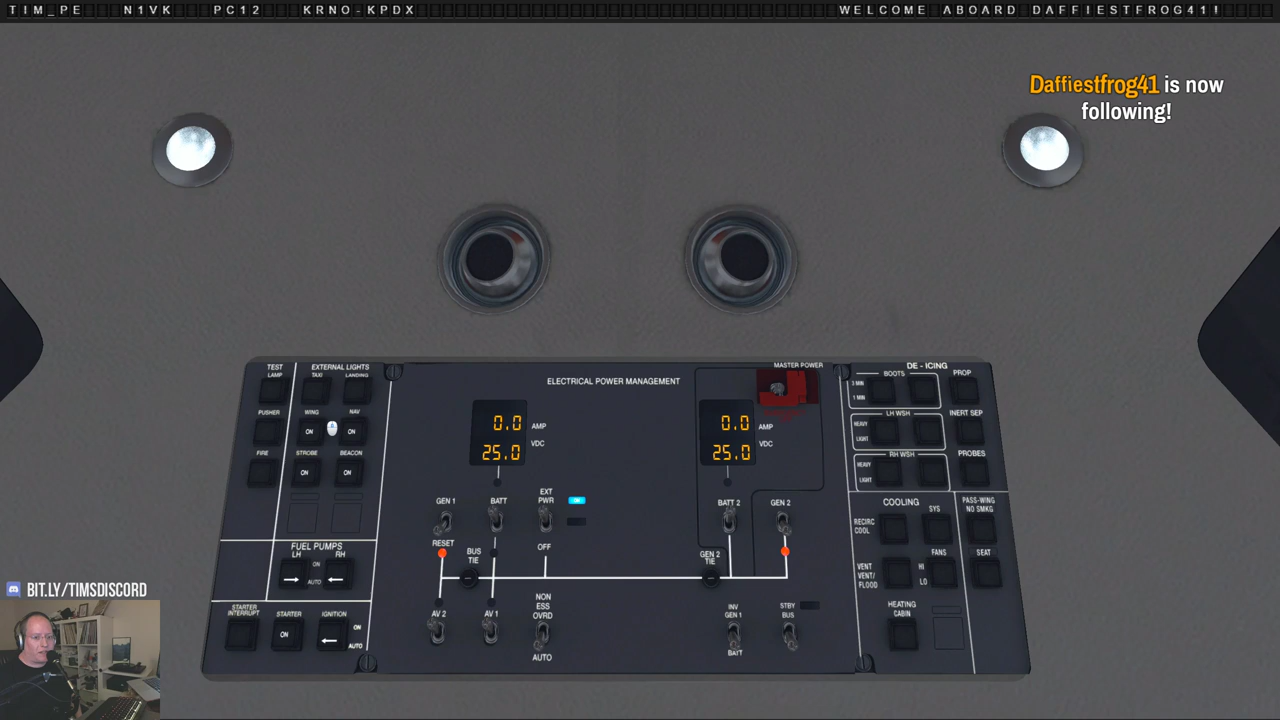 TIM_PE N1VK PC12 KRNO-KPDX WELCOME ABOARD DAFFIESTFROG41!
Daffiestfrog41 is now
following!
TEST
LAMP
EXTERNAL LIGHTS
TAXI
LANDING
PUSHER
WING
NAV
ON
ON
FIRE
STROBE
BEACON
ON
ON
FUEL PUMPS
LH
RH
ON
AUTO
STARTER
INTERRUPT
STARTER
IGNITION
ON
ON
AUTO
ELECTRICAL POWER MANAGEMENT
MASTER POWER
0.0 AMP
25.0 VDC
0.0 AMP
25.0 VDC
GEN 1
BATT
EXT
PWR
ON
RESET
BUS
TIE
OFF
BATT 2
GEN 2
GEN 2
TIE
AV 2
AV 1
NON
ESS
OVRD
AUTO
INV
GEN 1
BATT
STBY
BUS
DE - ICING
BOOTS
3 MIN
1 MIN
PROP
LH WSH
HEAVY
LIGHT
INERT SEP
RH WSH
HEAVY
LIGHT
PROBES
COOLING
SYS
RECIRC
COOL
PASS-WING
NO SMKG
VENT
VENT/
FLOOD
HI
LO
FANS
SEAT
HEATING
CABIN
BIT.LY/TIMSDISCORD